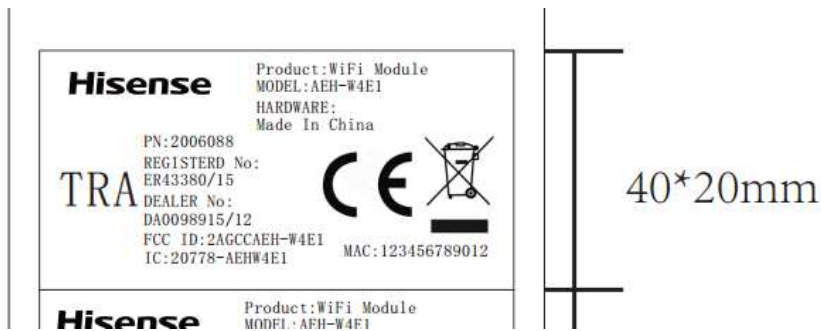 Hisense
Product:WiFi Module
MODEL:AEH-W4E1
HARDWARE:
Made In China
PN:2006088
REGISTERD No:
TRA
ER43380/15
DEALER No:
DA0098915/12
FCC ID:2AGCCAEH-W4E1
IC:20778-AEHW4E1
CE
MAC:123456789012
40*20mm
Hisense
Product:WiFi Module
MODEL:AEH-W4E1